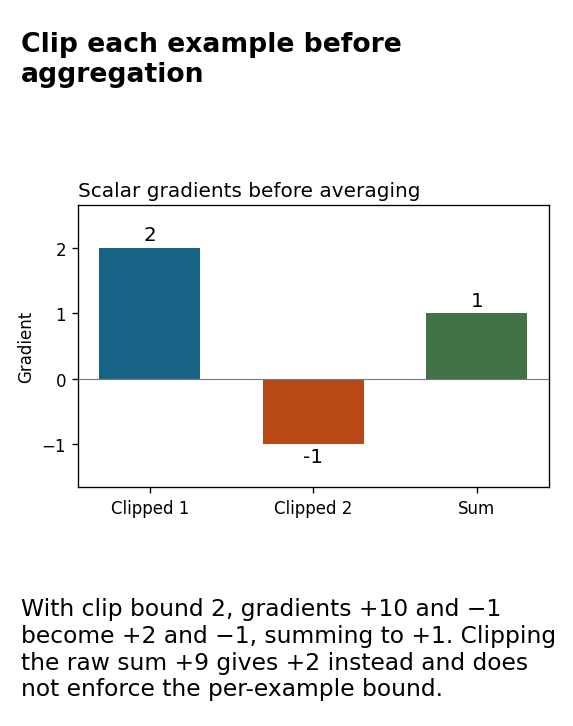 Clip each example before
aggregation
Scalar gradients before averaging
Gradient
2
1
0
−1
2
-1
1
Clipped 1
Clipped 2
Sum
With clip bound 2, gradients +10 and −1
become +2 and −1, summing to +1. Clipping
the raw sum +9 gives +2 instead and does
not enforce the per-example bound.